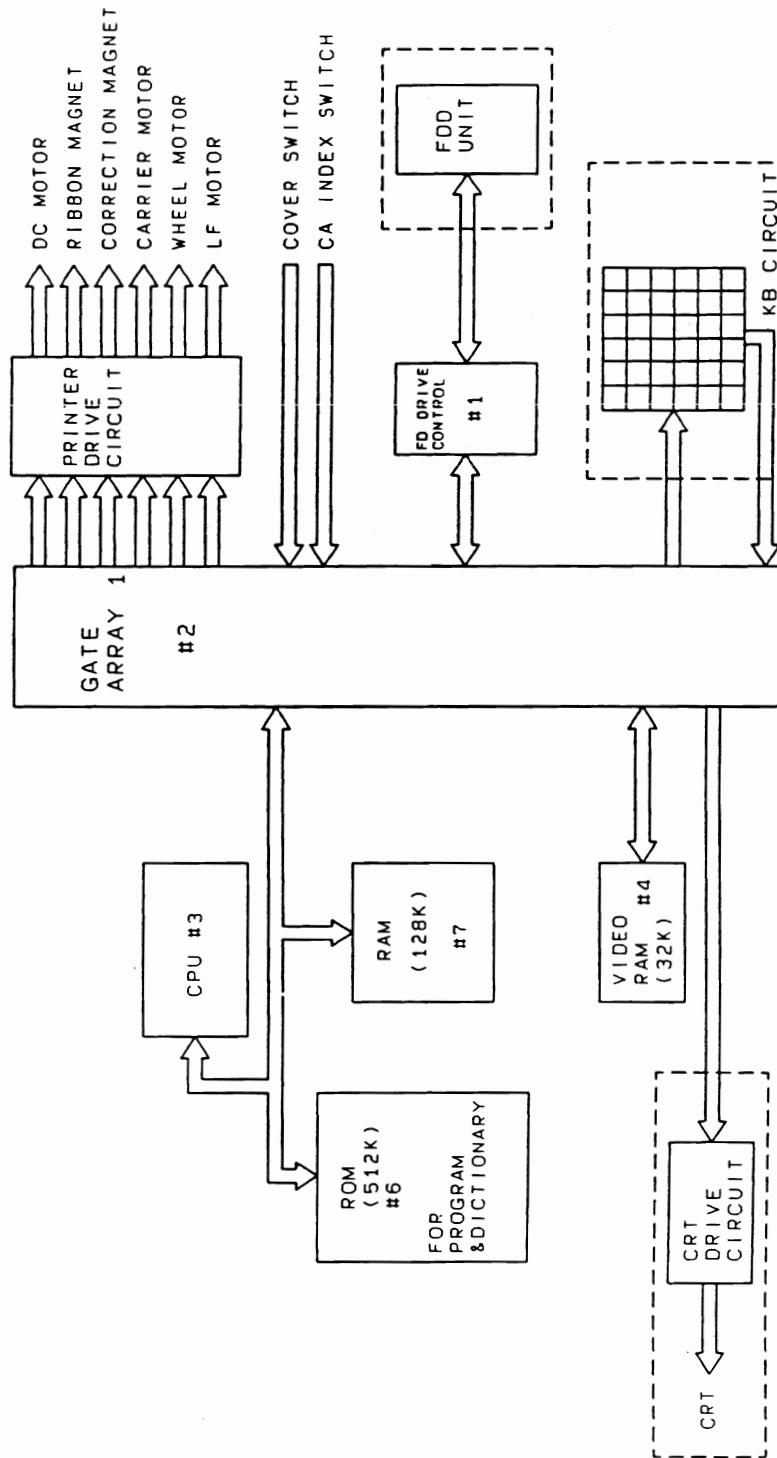 DC MOTOR
RIBBON MAGNET
CORRECTION MAGNET
CARRIER MOTOR
WHEEL MOTOR
LF MOTOR
PRINTER
DRIVE
CIRCUIT
COVER SWITCH
CA INDEX SWITCH
FDD
UNIT
FD DRIVE
CONTROL
#1
KB CIRCUIT
GATE
ARRAY 1
#2
CPU #3
RAM
(128K)
#7
ROM
(512K)
#6
FOR
PROGRAM
&DICTIONARY
VIDEO
RAM #4
(32K)
CRT
DRIVE
CIRCUIT
CRT